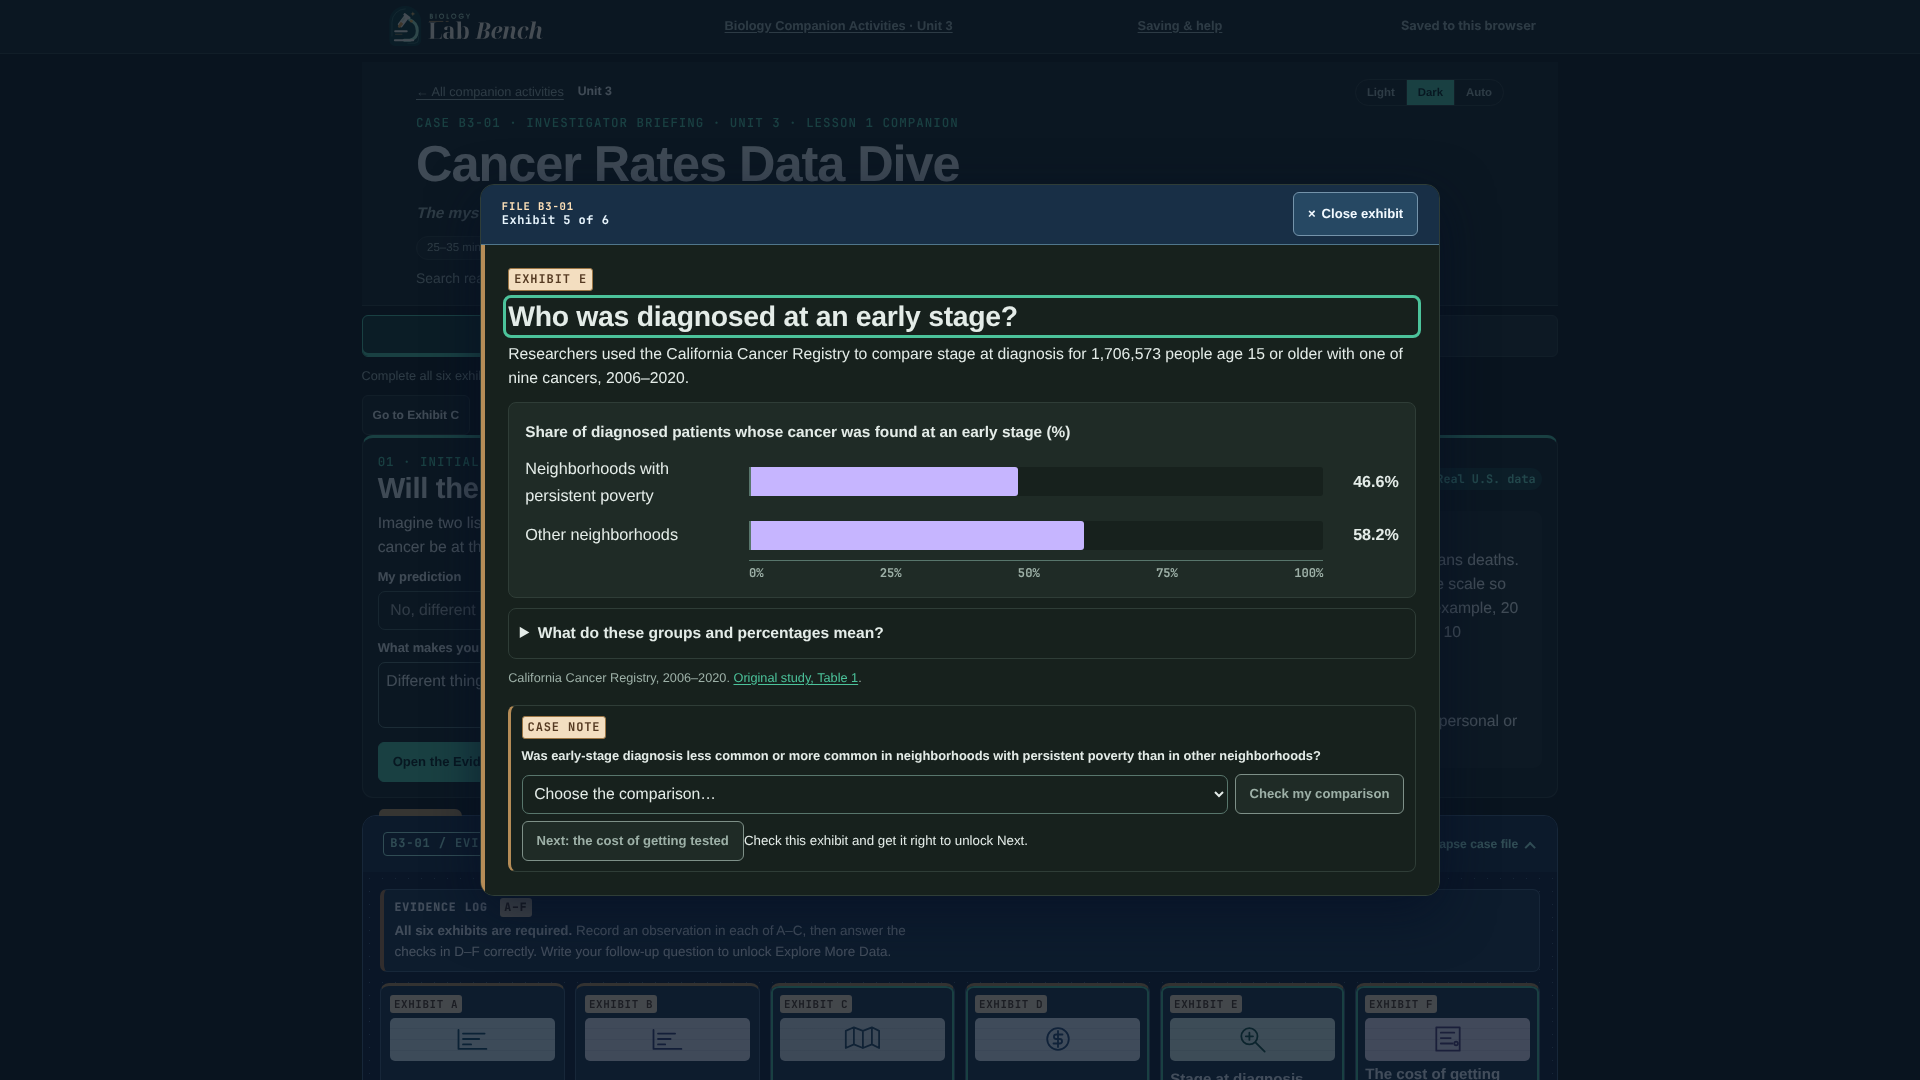 BIOLOGY
Lab Bench
Biology Companion Activities · Unit 3
Saving & help
Saved to this browser
← All companion activities
Unit 3
Light
Dark
Auto
CASE B3-01 · INVESTIGATOR BRIEFING · UNIT 3 · LESSON 1 COMPANION
Cancer Rates Data Dive
The mys
25–35 min
Search rea
Complete all six exhi
Go to Exhibit C
01 · INITIAL
Will the
Real U.S. data
Imagine two lis
cancer be at th
My prediction
No, different
What makes you
Different thing
Open the Evid
ans deaths.
scale so
example, 20
10
personal or
FILE B3-01
Exhibit 5 of 6
× Close exhibit
EXHIBIT E
Who was diagnosed at an early stage?
Researchers used the California Cancer Registry to compare stage at diagnosis for 1,706,573 people age 15 or older with one of
nine cancers, 2006–2020.
Share of diagnosed patients whose cancer was found at an early stage (%)
Neighborhoods with
persistent poverty
46.6%
Other neighborhoods
58.2%
0%
25%
50%
75%
100%
What do these groups and percentages mean?
California Cancer Registry, 2006–2020. Original study, Table 1.
CASE NOTE
Was early-stage diagnosis less common or more common in neighborhoods with persistent poverty than in other neighborhoods?
Choose the comparison…
Check my comparison
Next: the cost of getting tested
Check this exhibit and get it right to unlock Next.
B3-01 / EVI
apse case file
EVIDENCE LOG
A–F
All six exhibits are required. Record an observation in each of A–C, then answer the
checks in D–F correctly. Write your follow-up question to unlock Explore More Data.
EXHIBIT A
EXHIBIT B
EXHIBIT C
EXHIBIT D
EXHIBIT E
EXHIBIT F
Stage at diagnosis
The cost of getting